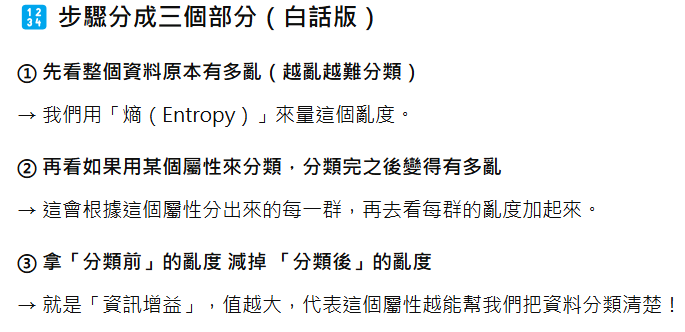 🔢 步驟分成三個部分（白話版）
① 先看整個資料原本有多亂（越亂越難分類）
→ 我們用「熵（Entropy）」來量這個亂度。
② 再看如果用某個屬性來分類，分類完之後變得有多亂
→ 這會根據這個屬性分出來的每一群，再去看每群的亂度加起來。
③ 拿「分類前」的亂度 減掉 「分類後」的亂度
→ 就是「資訊增益」，值越大，代表這個屬性越能幫我們把資料分類清楚！